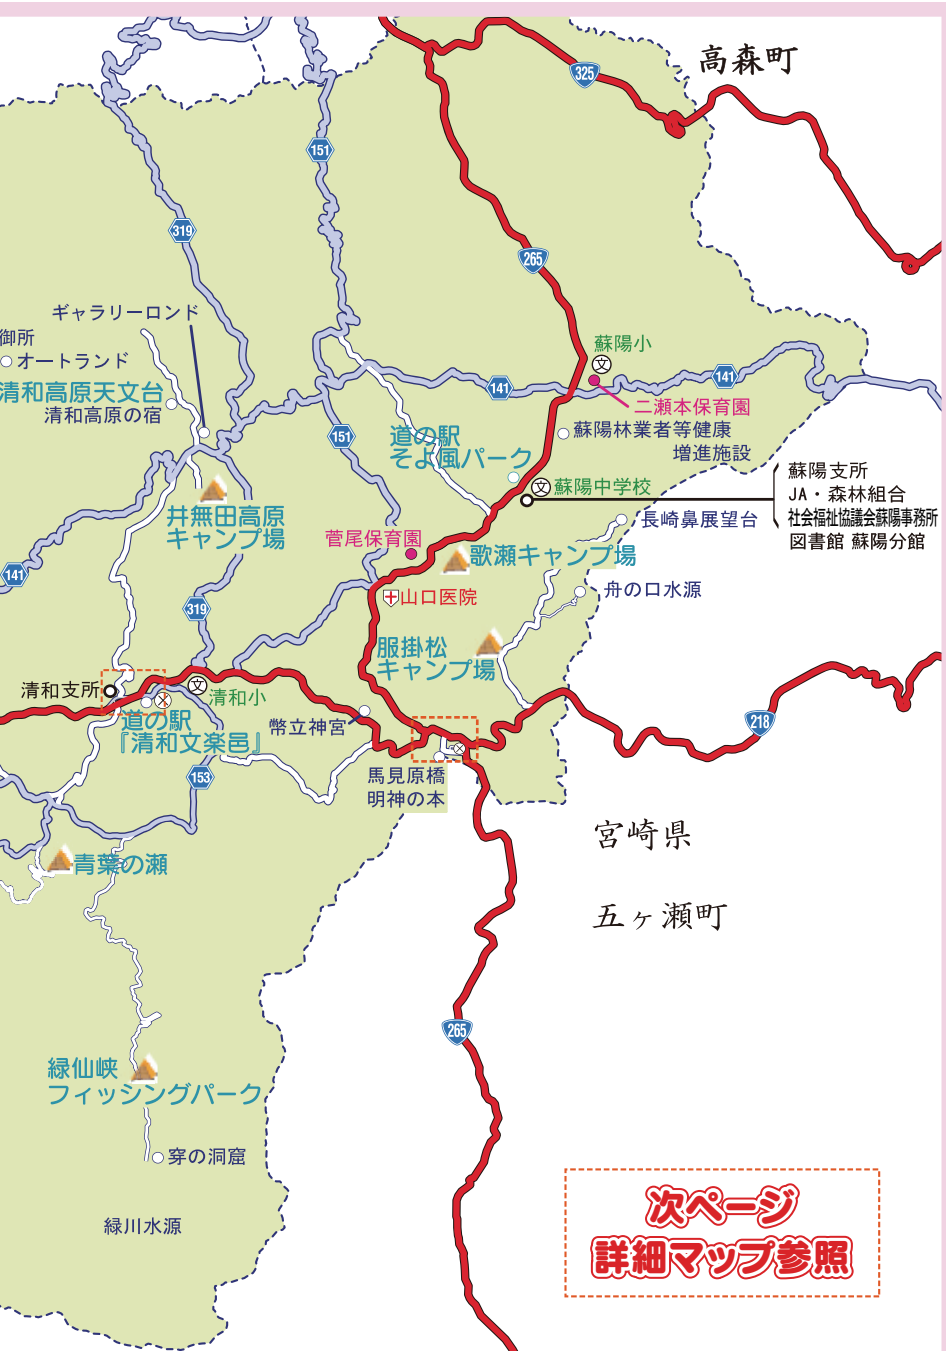 高森町
325
151
319
265
ギャラリーロンド
御所
オートランド
清和高原天文台
清和高原の宿
蘇陽小
文
141
141
二瀬本保育園
蘇陽林業者等健康
増進施設
151
道の駅
そよ風パーク
文
蘇陽中学校
蘇陽支所
JA・森林組合
社会福祉協議会蘇陽事務所
図書館 蘇陽分館
井無田高原
キャンプ場
長崎鼻展望台
菅尾保育園
歌瀬キャンプ場
141
山口医院
舟の口水源
319
服掛松
キャンプ場
清和支所
文
清和小
道の駅
『清和文楽邑』
幣立神宮
218
153
馬見原橋
明神の本
宮崎県
五ヶ瀬町
青葉の瀬
265
緑仙峡
フィッシングパーク
穿の洞窟
緑川水源
次ページ
詳細マップ参照